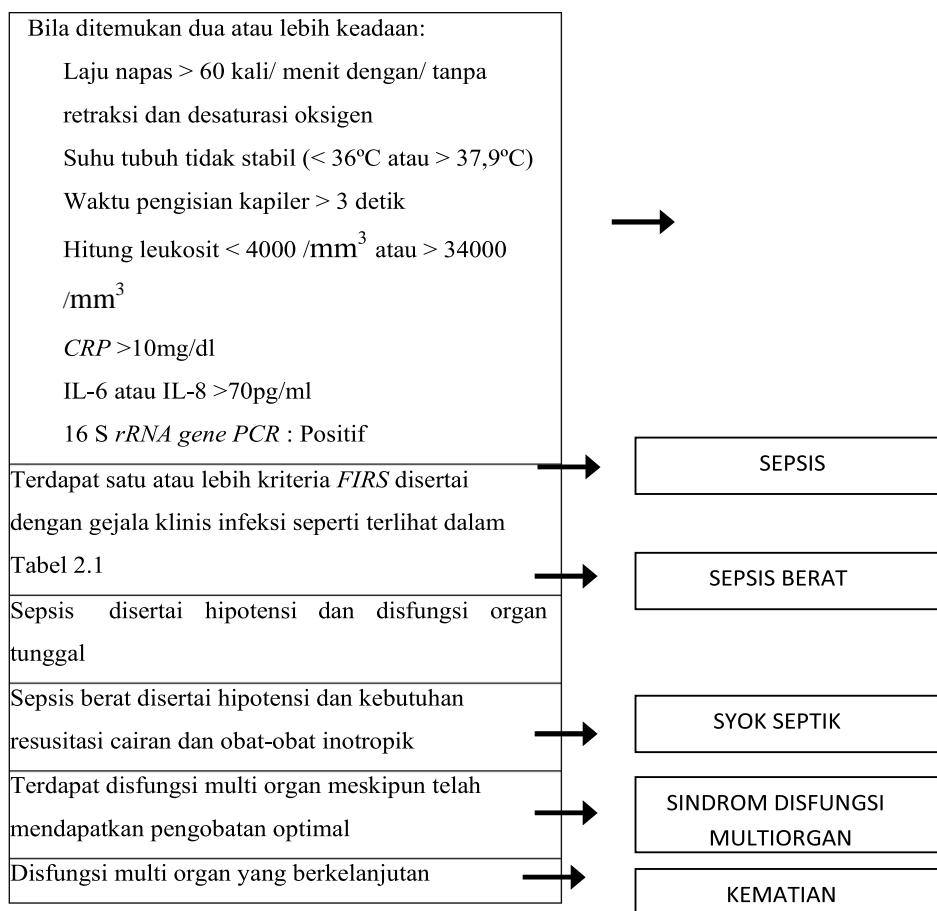 Bila ditemukan dua atau lebih keadaan:
Laju napas > 60 kali/ menit dengan/ tanpa
retraksi dan desaturasi oksigen
Suhu tubuh tidak stabil (< 36ºC atau > 37,9ºC)
Waktu pengisian kapiler > 3 detik
Hitung leukosit < 4000 /mm³ atau > 34000
/mm³
CRP >10mg/dl
IL-6 atau IL-8 >70pg/ml
16 S rRNA gene PCR : Positif
SEPSIS
Terdapat satu atau lebih kriteria FIRS disertai
dengan gejala klinis infeksi seperti terlihat dalam
Tabel 2.1
SEPSIS BERAT
Sepsis disertai hipotensi dan disfungsi organ
tunggal
Sepsis berat disertai hipotensi dan kebutuhan
resusitasi cairan dan obat-obat inotropik
SYOK SEPTIK
Terdapat disfungsi multi organ meskipun telah
mendapatkan pengobatan optimal
SINDROM DISFUNGSI
MULTIORGAN
Disfungsi multi organ yang berkelanjutan
KEMATIAN